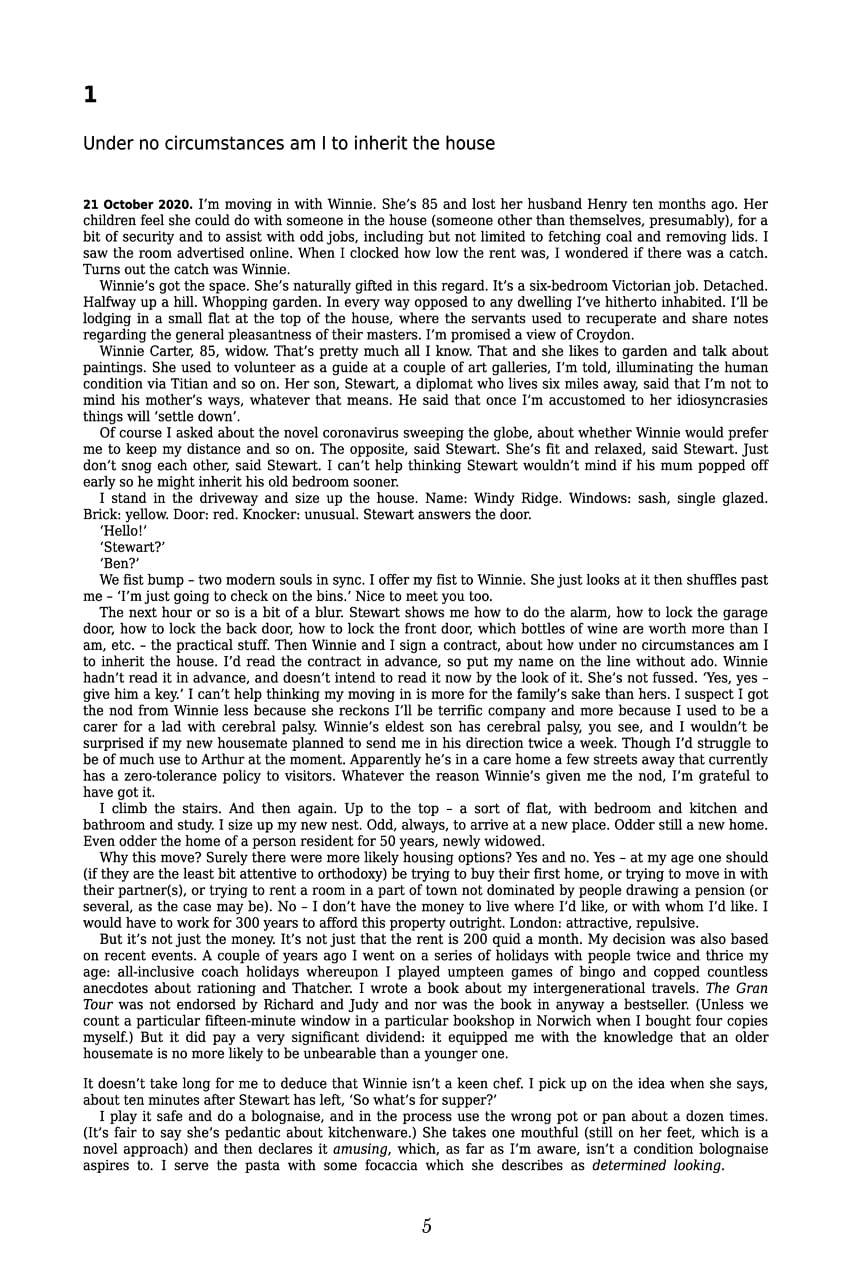 1
Under no circumstances am I to inherit the house
21 October 2020. I’m moving in with Winnie. She’s 85 and lost her husband Henry ten months ago. Her
children feel she could do with someone in the house (someone other than themselves, presumably), for a
bit of security and to assist with odd jobs, including but not limited to fetching coal and removing lids. I
saw the room advertised online. When I clocked how low the rent was, I wondered if there was a catch.
Turns out the catch was Winnie.
Winnie’s got the space. She’s naturally gifted in this regard. It’s a six-bedroom Victorian job. Detached.
Halfway up a hill. Whopping garden. In every way opposed to any dwelling I’ve hitherto inhabited. I’ll be
lodging in a small flat at the top of the house, where the servants used to recuperate and share notes
regarding the general pleasantness of their masters. I’m promised a view of Croydon.
Winnie Carter, 85, widow. That’s pretty much all I know. That and she likes to garden and talk about
paintings. She used to volunteer as a guide at a couple of art galleries, I’m told, illuminating the human
condition via Titian and so on. Her son, Stewart, a diplomat who lives six miles away, said that I’m not to
mind his mother’s ways, whatever that means. He said that once I’m accustomed to her idiosyncrasies
things will ‘settle down’.
Of course I asked about the novel coronavirus sweeping the globe, about whether Winnie would prefer
me to keep my distance and so on. The opposite, said Stewart. She’s fit and relaxed, said Stewart. Just
don’t snog each other, said Stewart. I can’t help thinking Stewart wouldn’t mind if his mum popped off
early so he might inherit his old bedroom sooner.
I stand in the driveway and size up the house. Name: Windy Ridge. Windows: sash, single glazed.
Brick: yellow. Door: red. Knocker: unusual. Stewart answers the door.
‘Hello!’
‘Stewart?’
‘Ben?’
We fist bump – two modern souls in sync. I offer my fist to Winnie. She just looks at it then shuffles past
me – ‘I’m just going to check on the bins.’ Nice to meet you too.
The next hour or so is a bit of a blur. Stewart shows me how to do the alarm, how to lock the garage
door, how to lock the back door, how to lock the front door, which bottles of wine are worth more than I
am, etc. – the practical stuff. Then Winnie and I sign a contract, about how under no circumstances am I
to inherit the house. I’d read the contract in advance, so put my name on the line without ado. Winnie
hadn’t read it in advance, and doesn’t intend to read it now by the look of it. She’s not fussed. ‘Yes, yes –
give him a key.’ I can’t help thinking my moving in is more for the family’s sake than hers. I suspect I got
the nod from Winnie less because she reckons I’ll be terrific company and more because I used to be a
carer for a lad with cerebral palsy. Winnie’s eldest son has cerebral palsy, you see, and I wouldn’t be
surprised if my new housemate planned to send me in his direction twice a week. Though I’d struggle to
be of much use to Arthur at the moment. Apparently he’s in a care home a few streets away that currently
has a zero-tolerance policy to visitors. Whatever the reason Winnie’s given me the nod, I’m grateful to
have got it.
I climb the stairs. And then again. Up to the top – a sort of flat, with bedroom and kitchen and
bathroom and study. I size up my new nest. Odd, always, to arrive at a new place. Odder still a new home.
Even odder the home of a person resident for 50 years, newly widowed.
Why this move? Surely there were more likely housing options? Yes and no. Yes – at my age one should
(if they are the least bit attentive to orthodoxy) be trying to buy their first home, or trying to move in with
their partner(s), or trying to rent a room in a part of town not dominated by people drawing a pension (or
several, as the case may be). No – I don’t have the money to live where I’d like, or with whom I’d like. I
would have to work for 300 years to afford this property outright. London: attractive, repulsive.
But it’s not just the money. It’s not just that the rent is 200 quid a month. My decision was also based
on recent events. A couple of years ago I went on a series of holidays with people twice and thrice my
age: all-inclusive coach holidays whereupon I played umpteen games of bingo and copped countless
anecdotes about rationing and Thatcher. I wrote a book about my intergenerational travels. The Gran
Tour was not endorsed by Richard and Judy and nor was the book in anyway a bestseller. (Unless we
count a particular fifteen-minute window in a particular bookshop in Norwich when I bought four copies
myself.) But it did pay a very significant dividend: it equipped me with the knowledge that an older
housemate is no more likely to be unbearable than a younger one.
It doesn’t take long for me to deduce that Winnie isn’t a keen chef. I pick up on the idea when she says,
about ten minutes after Stewart has left, ‘So what’s for supper?’
I play it safe and do a bolognaise, and in the process use the wrong pot or pan about a dozen times.
(It’s fair to say she’s pedantic about kitchenware.) She takes one mouthful (still on her feet, which is a
novel approach) and then declares it amusing, which, as far as I’m aware, isn’t a condition bolognaise
aspires to. I serve the pasta with some focaccia which she describes as determined looking.
5